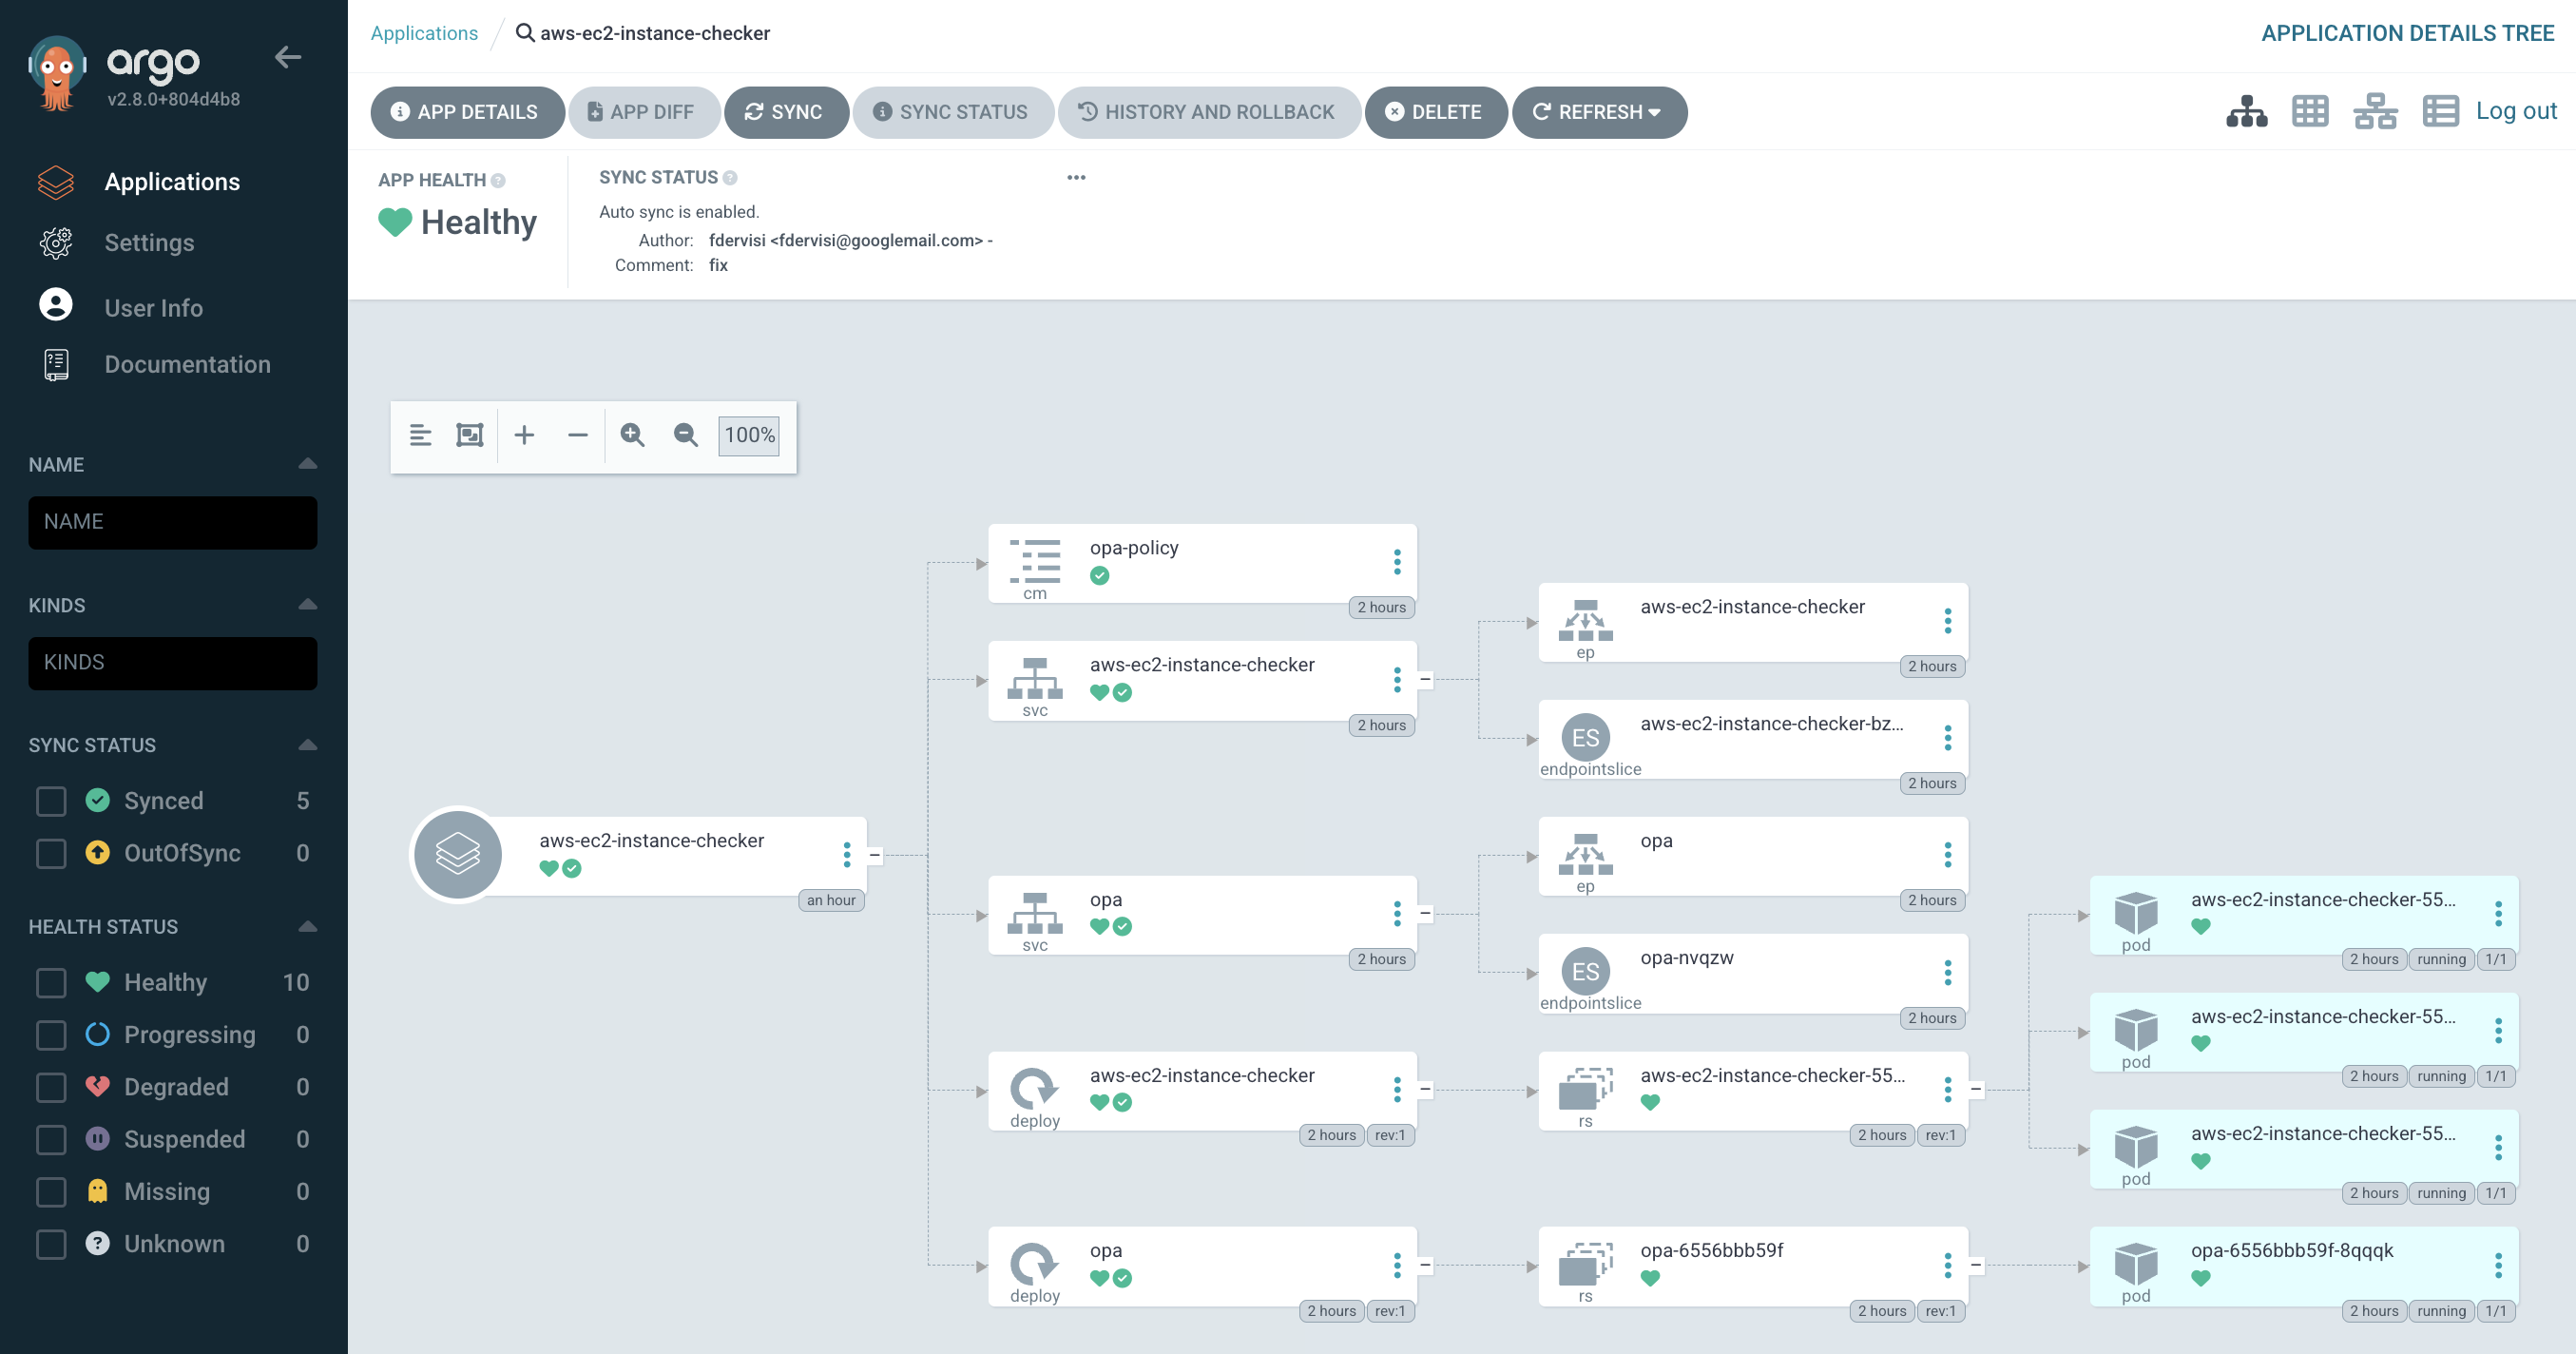 argo
v2.8.0+804d4b8
Applications
Settings
User Info
Documentation
NAME
NAME
KINDS
KINDS
SYNC STATUS
Synced 5
OutOfSync 0
HEALTH STATUS
Healthy 10
Progressing 0
Degraded 0
Suspended 0
Missing 0
Unknown 0
Applications / aws-ec2-instance-checker
APPLICATION DETAILS TREE
APP DETAILS
APP DIFF
SYNC
SYNC STATUS
HISTORY AND ROLLBACK
DELETE
REFRESH
Log out
APP HEALTH
Healthy
SYNC STATUS
Auto sync is enabled.
Author: fdervisi <fdervisi@googlemail.com> -
Comment: fix
100%
aws-ec2-instance-checker
an hour
opa-policy
cm
2 hours
aws-ec2-instance-checker
svc
2 hours
opa
svc
2 hours
aws-ec2-instance-checker
deploy
2 hours rev:1
opa
deploy
2 hours rev:1
aws-ec2-instance-checker
ep
2 hours
ES
aws-ec2-instance-checker-bz...
endpointslice
2 hours
opa
ep
2 hours
ES
opa-nvqzw
endpointslice
2 hours
aws-ec2-instance-checker-55...
rs
2 hours rev:1
opa-6556bbb59f
rs
2 hours rev:1
aws-ec2-instance-checker-55...
pod
2 hours running 1/1
aws-ec2-instance-checker-55...
pod
2 hours running 1/1
aws-ec2-instance-checker-55...
pod
2 hours running 1/1
opa-6556bbb59f-8qqqk
pod
2 hours running 1/1